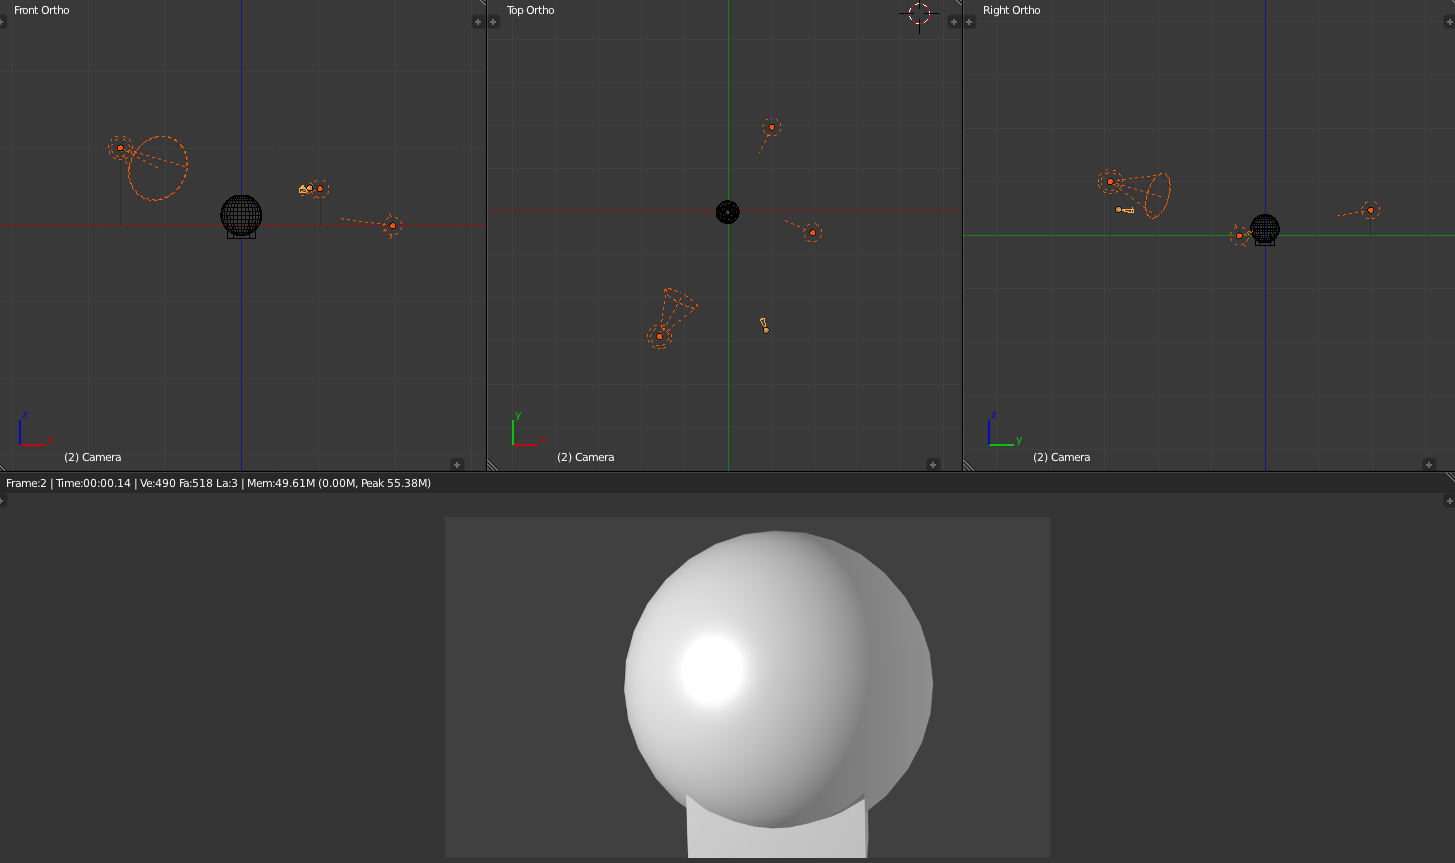 Front Ortho
Top Ortho
Right Ortho
z
x
y
x
z
y
(2) Camera
(2) Camera
(2) Camera
Frame:2 | Time:00:00.14 | Ve:490 Fa:518 La:3 | Mem:49.61M (0.00M, Peak 55.38M)